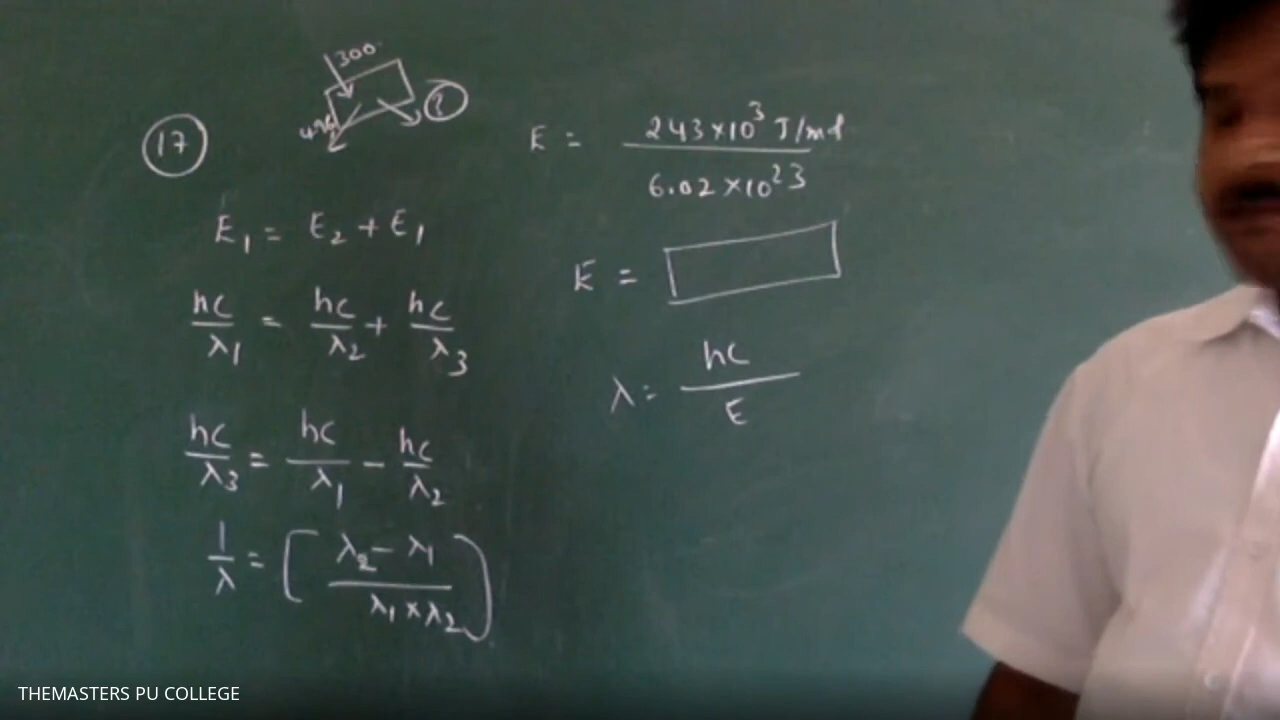 300
17
?
E = 243×10³ J/mol / 6.02×10²³
E₁ = E₂ + E₁
E =
hc/λ₁ = hc/λ₂ + hc/λ₃
λ = hc/E
hc/λ₃ = hc/λ₁ − hc/λ₂
1/λ = [λ₂ − λ₁ / λ₁ × λ₂)
THEMASTERS PU COLLEGE